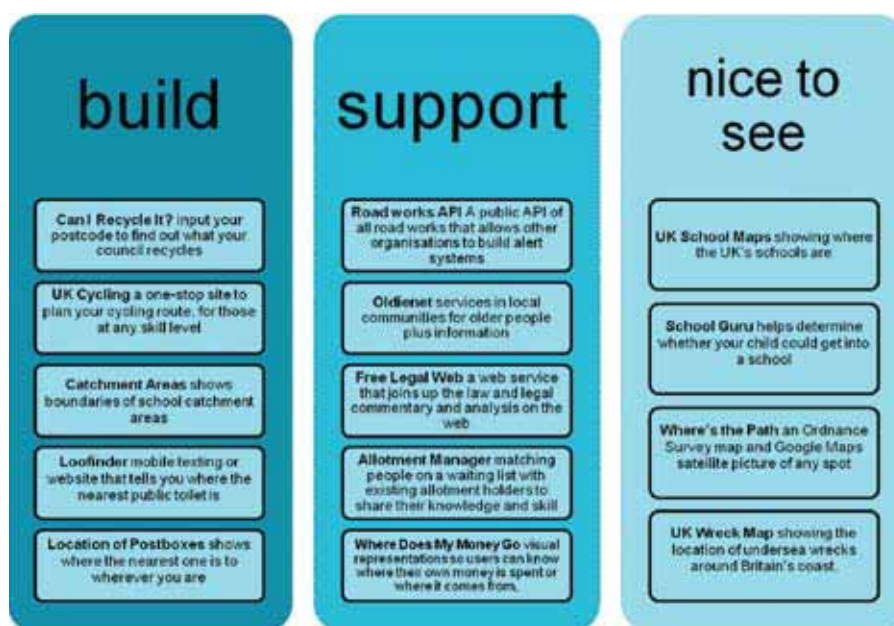 build
Can I Recycle It? input your
postcode to find out what your
council recycles
UK Cycling a one-stop site to
plan your cycling route, for those
at any skill level
Catchment Areas shows
boundaries of school catchment
areas
Loofinder mobile texting or
website that tells you where the
nearest public toilet is
Location of Postboxes shows
where the nearest one is to
wherever you are
support
Road works API A public API of
all road works that allows other
organisations to build alert
systems
Oldienet services in local
communities for older people
plus information
Free Legal Web a web service
that joins up the law and legal
commentary and analysis on the
web
Allotment Manager matching
people on a waiting list with
existing allotment holders to
share their knowledge and skill
Where Does My Money Go visual
representations so users can know
where their own money is spent or
where it comes from.
nice to
see
UK School Maps showing where
the UK's schools are
School Guru helps determine
whether your child could get into
a school
Where's the Path an Ordnance
Survey map and Google Maps
satellite picture of any spot
UK Wreck Map showing the
location of undersea wrecks
around Britain's coast.